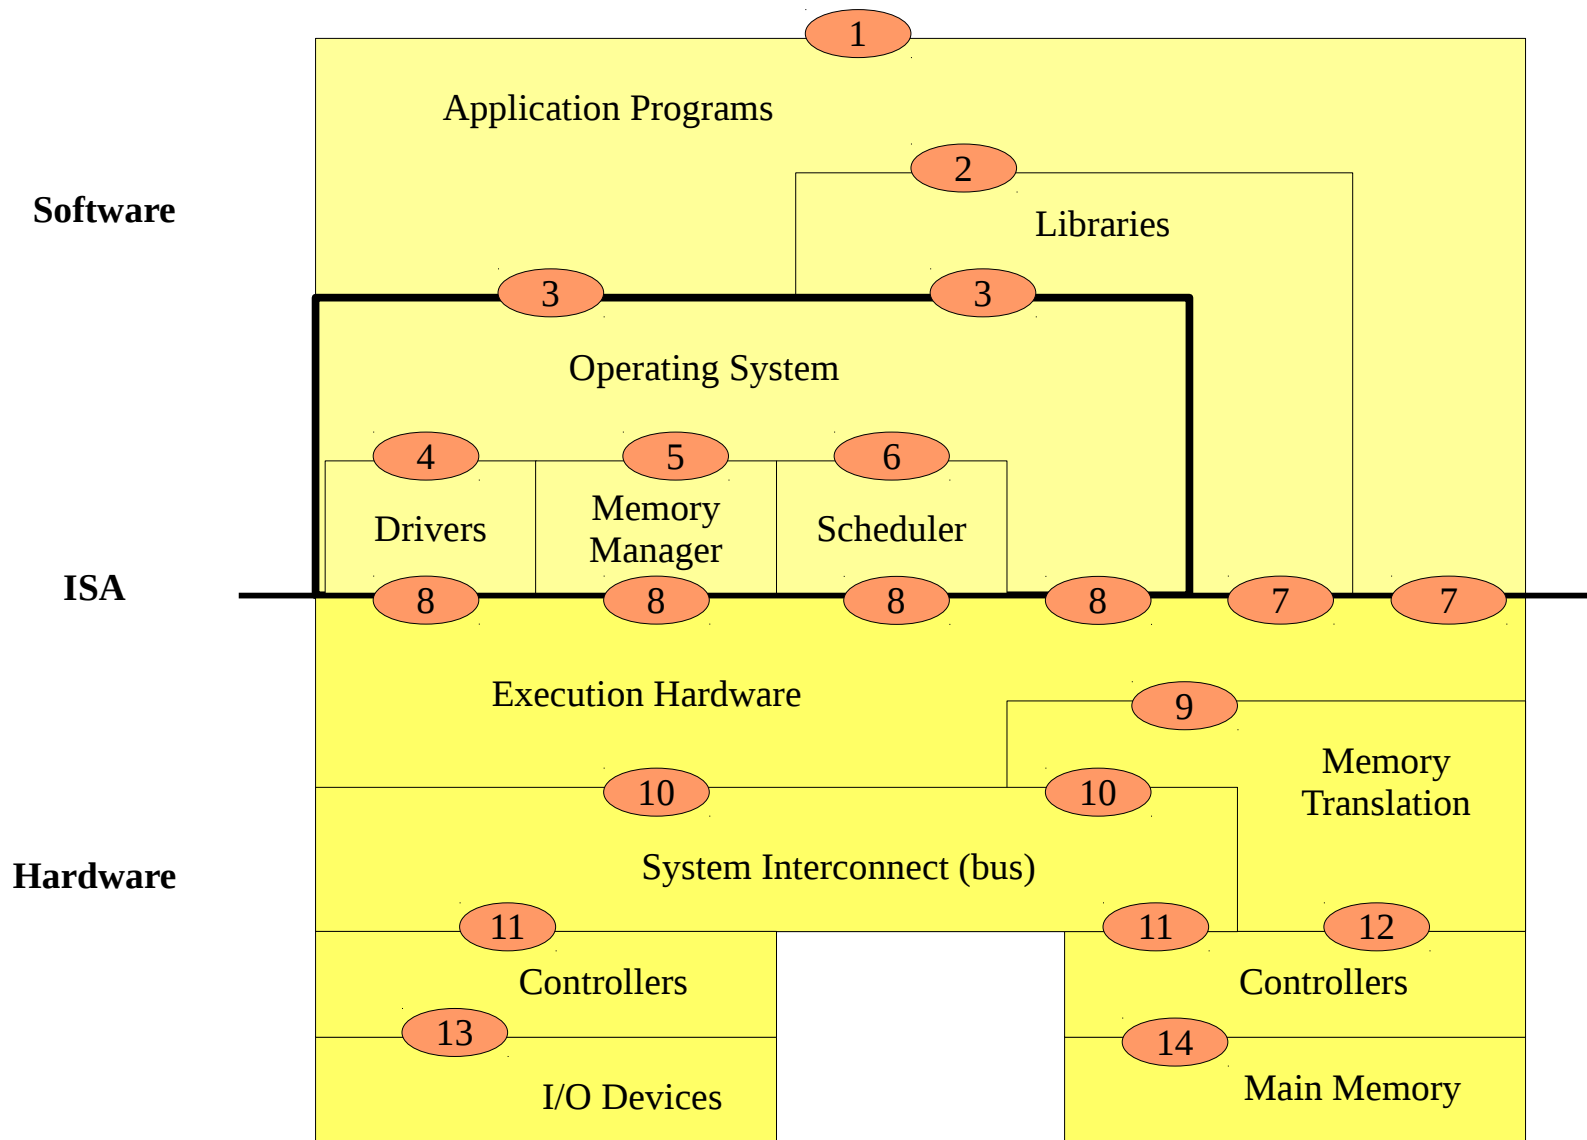 1
Application Programs
2
Software
Libraries
3 3
Operating System
4 5 6
Drivers
Memory
Manager
Scheduler
ISA
8 8 8 8 7 7
Execution Hardware
9
Memory
Translation
10 10
System Interconnect (bus)
Hardware
11 11 12
Controllers Controllers
13 14
I/O Devices Main Memory